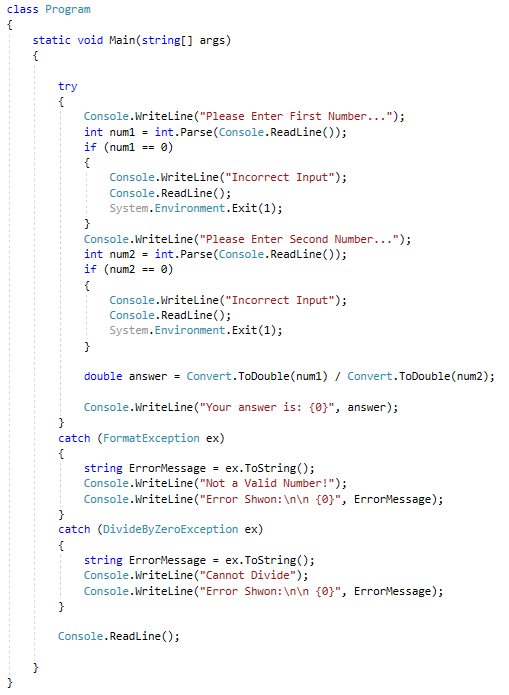 class Program
{
static void Main(string[] args)
{
try
{
Console.WriteLine("Please Enter First Number...");
int num1 = int.Parse(Console.ReadLine());
if (num1 == 0)
{
Console.WriteLine("Incorrect Input");
Console.ReadLine();
System.Environment.Exit(1);
}
Console.WriteLine("Please Enter Second Number...");
int num2 = int.Parse(Console.ReadLine());
if (num2 == 0)
{
Console.WriteLine("Incorrect Input");
Console.ReadLine();
System.Environment.Exit(1);
}
double answer = Convert.ToDouble(num1) / Convert.ToDouble(num2);
Console.WriteLine("Your answer is: {0}", answer);
}
catch (FormatException ex)
{
string ErrorMessage = ex.ToString();
Console.WriteLine("Not a Valid Number!");
Console.WriteLine("Error Shwon:\n\n {0}", ErrorMessage);
}
catch (DivideByZeroException ex)
{
string ErrorMessage = ex.ToString();
Console.WriteLine("Cannot Divide");
Console.WriteLine("Error Shwon:\n\n {0}", ErrorMessage);
}
Console.ReadLine();
}
}